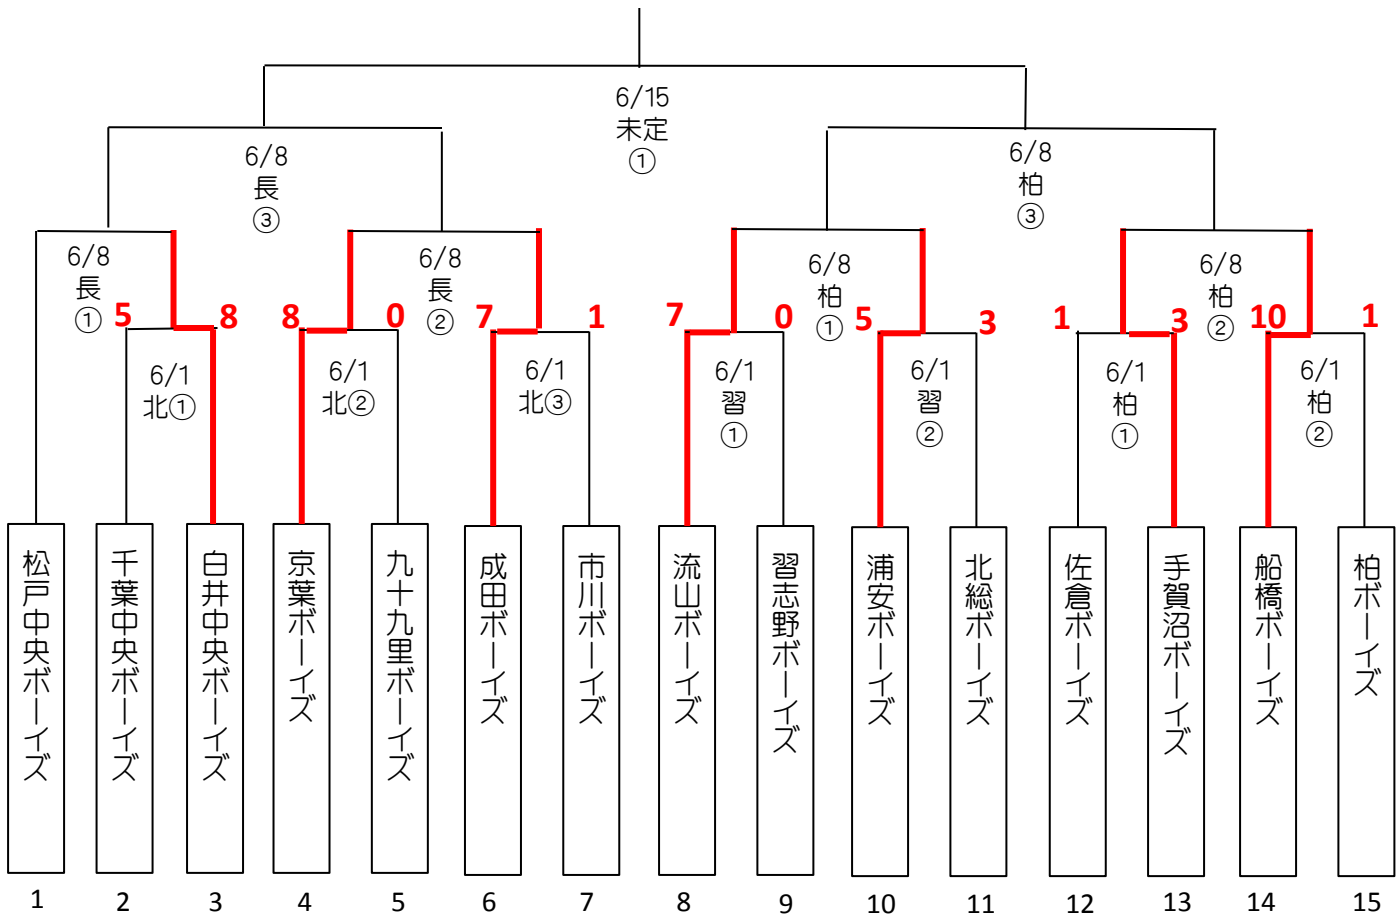 6/15
未定
①
6/8
長
③
6/8
柏
③
6/8
長
①
6/8
長
②
6/8
柏
①
6/8
柏
②
5
8
8
0
7
1
7
0
5
3
1
3
10
1
6/1
北①
6/1
北②
6/1
北③
6/1
習
①
6/1
習
②
6/1
柏
①
6/1
柏
②
松戸中央ボーイズ
千葉中央ボーイズ
白井中央ボーイズ
京葉ボーイズ
九十九里ボーイズ
成田ボーイズ
市川ボーイズ
流山ボーイズ
習志野ボーイズ
浦安ボーイズ
北総ボーイズ
佐倉ボーイズ
手賀沼ボーイズ
船橋ボーイズ
柏ボーイズ
1 2 3 4 5 6 7 8 9 10 11 12 13 14 15